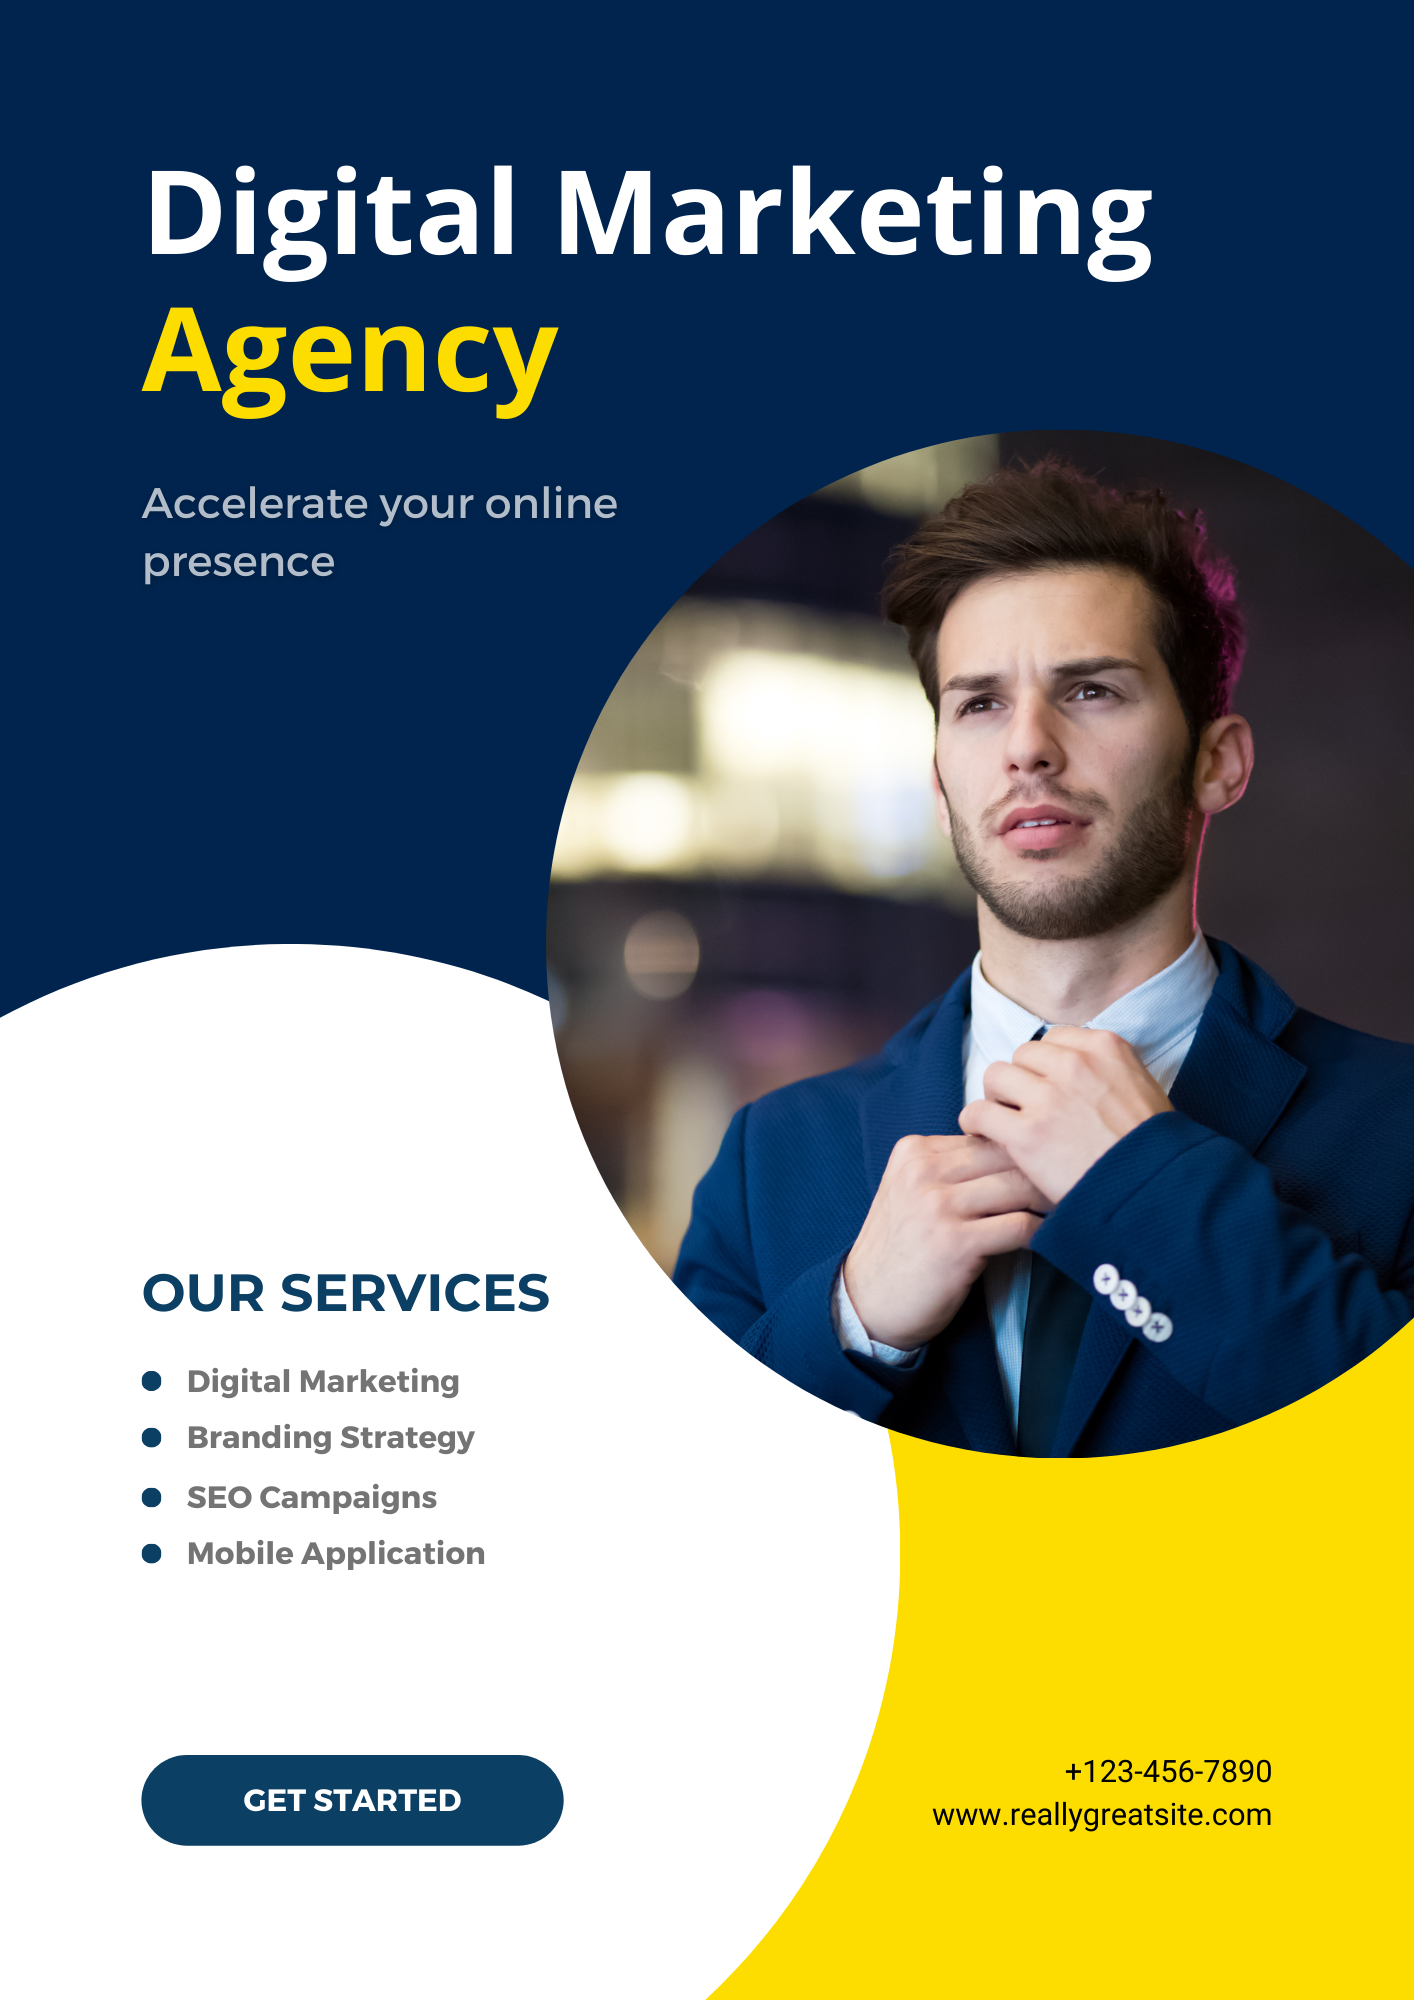 Digital Marketing
Agency
Accelerate your online
presence
OUR SERVICES
Digital Marketing
Branding Strategy
SEO Campaigns
Mobile Application
GET STARTED
+123-456-7890
www.reallygreatsite.com